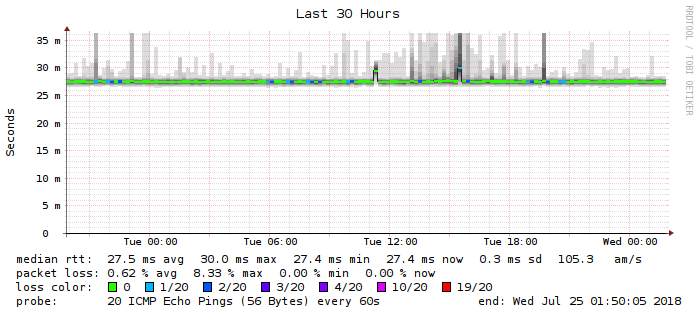 Last 30 Hours
RRDTOOL / TOBI OETIKER
Seconds
35 m
30 m
25 m
20 m
15 m
10 m
5 m
0
Tue 00:00 Tue 06:00 Tue 12:00 Tue 18:00 Wed 00:00
median rtt: 27.5 ms avg 30.0 ms max 27.4 ms min 27.4 ms now 0.3 ms sd 105.3 am/s
packet loss: 0.62 % avg 8.33 % max 0.00 % min 0.00 % now
loss color: 0 1/20 2/20 3/20 4/20 10/20 19/20
probe: 20 ICMP Echo Pings (56 Bytes) every 60s end: Wed Jul 25 01:50:05 2018